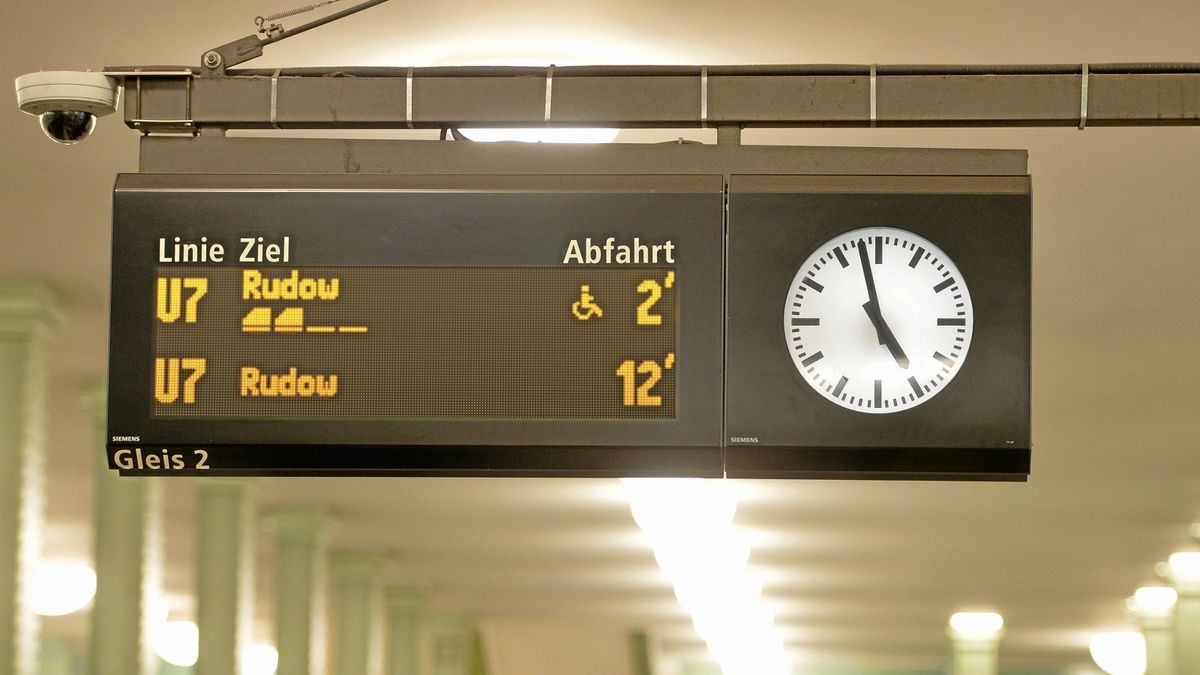 Linie Ziel Abfahrt
U7 Rudow 2'
U7 Rudow 12'
SIEMENS
SIEMENS
Gleis 2